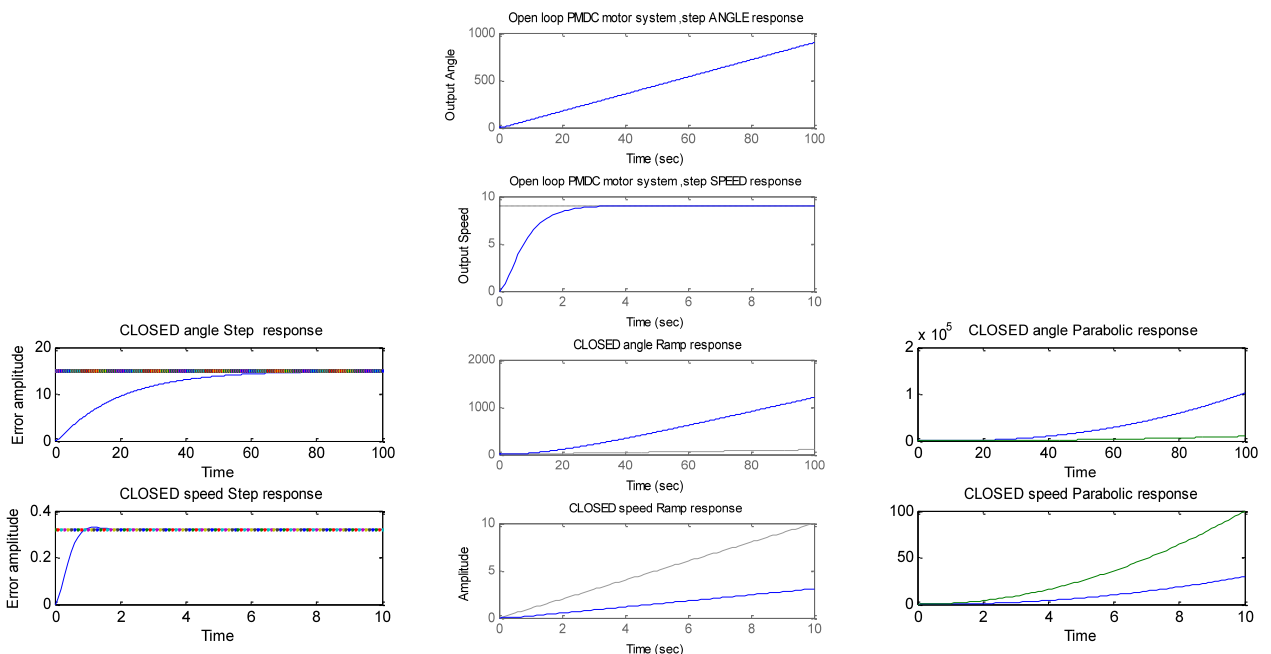 Open loop PMDC motor system ,step ANGLE response
1000
500
0
Output Angle
0 20 40 60 80 100
Time (sec)
Open loop PMDC motor system ,step SPEED response
10
5
0
Output Speed
0 2 4 6 8 10
Time (sec)
CLOSED angle Step response
20
10
0
Error amplitude
0 20 40 60 80 100
Time
CLOSED angle Ramp response
2000
1000
0
0 20 40 60 80 100
Time (sec)
x 10^5
CLOSED angle Parabolic response
2
1
0
0 20 40 60 80 100
Time
CLOSED speed Step response
0.4
0.2
0
Error amplitude
0 2 4 6 8 10
Time
CLOSED speed Ramp response
10
5
0
Amplitude
0 2 4 6 8 10
Time (sec)
CLOSED speed Parabolic response
100
50
0
0 2 4 6 8 10
Time